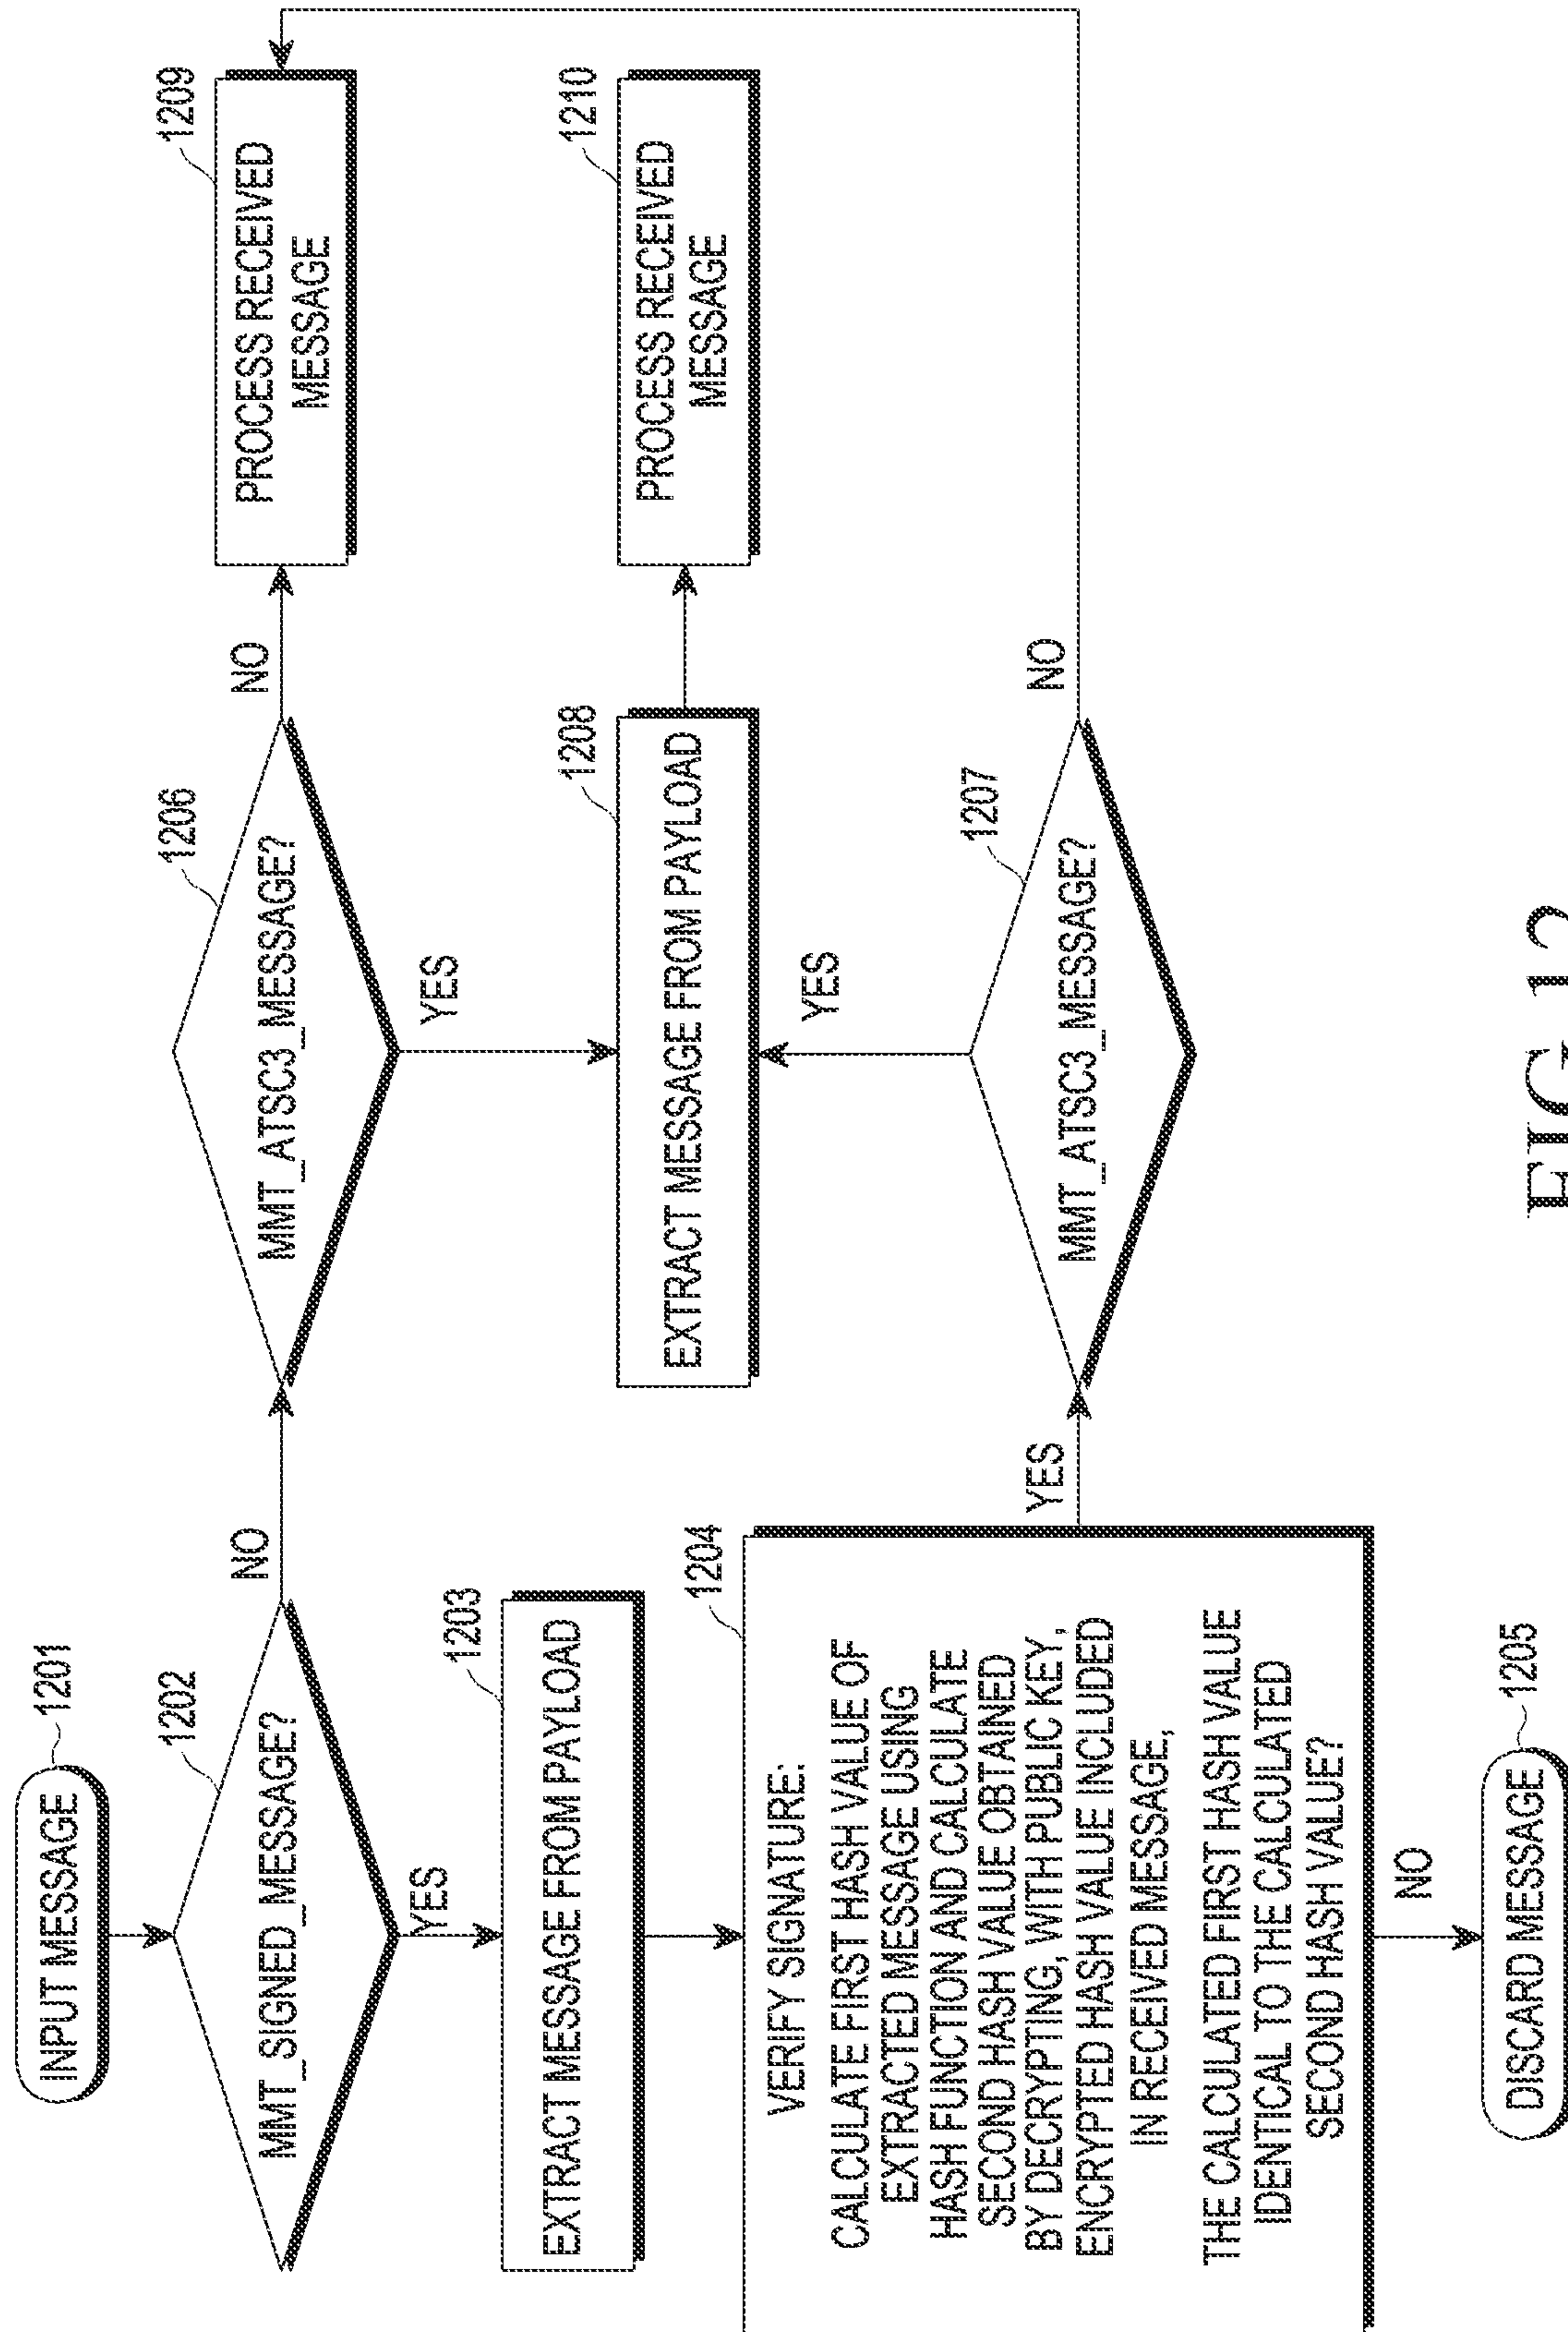 INPUT MESSAGE
1201
MMT_SIGNED_MESSAGE?
1202
NO
YES
EXTRACT MESSAGE FROM PAYLOAD
1203
VERIFY SIGNATURE:
CALCULATE FIRST HASH VALUE OF
EXTRACTED MESSAGE USING
HASH FUNCTION AND CALCULATE
SECOND HASH VALUE OBTAINED
BY DECRYPTING, WITH PUBLIC KEY,
ENCRYPTED HASH VALUE INCLUDED
IN RECEIVED MESSAGE,
THE CALCULATED FIRST HASH VALUE
IDENTICAL TO THE CALCULATED
SECOND HASH VALUE?
1204
YES
NO
DISCARD MESSAGE
1205
MMT_ATSC3_MESSAGE?
1206
NO
YES
EXTRACT MESSAGE FROM PAYLOAD
1208
YES
MMT_ATSC3_MESSAGE?
1207
NO
PROCESS RECEIVED
MESSAGE
1209
PROCESS RECEIVED
MESSAGE
1210
FIG.12